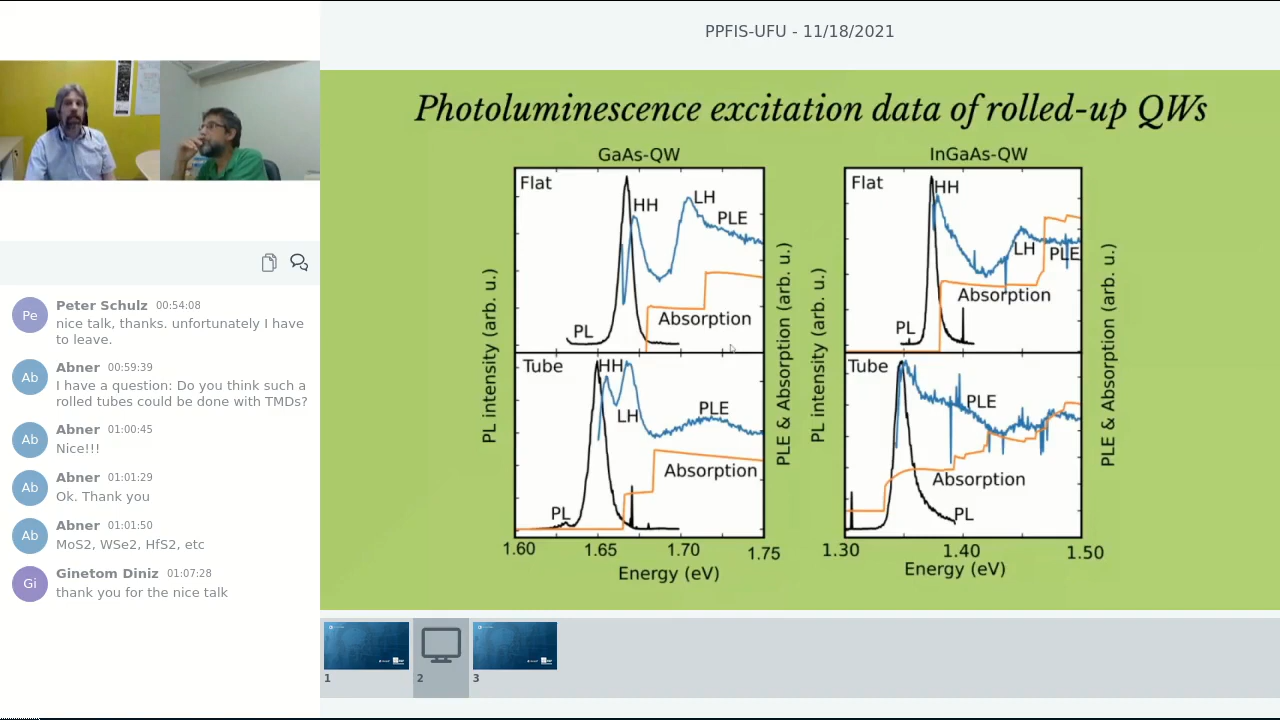 PPFIS-UFU - 11/18/2021
Photoluminescence excitation data of rolled-up QWs
GaAs-QW
InGaAs-QW
Flat
HH
LH
PLE
Absorption
PL
Flat
HH
LH
PLE
Absorption
PL
Tube
HH
LH
PLE
Absorption
PL
Tube
PLE
Absorption
PL
PL intensity (arb. u.)
PLE & Absorption (arb. u.)
PL intensity (arb. u.)
PLE & Absorption (arb. u.)
1.60 1.65 1.70 1.75
1.30 1.40 1.50
Energy (eV)
Energy (eV)
Pe
Peter Schulz 00:54:08
nice talk, thanks. unfortunately I have
to leave.
Ab
Abner 00:59:39
I have a question: Do you think such a
rolled tubes could be done with TMDs?
Ab
Abner 01:00:45
Nice!!!
Ab
Abner 01:01:29
Ok. Thank you
Ab
Abner 01:01:50
MoS2, WSe2, HfS2, etc
Gi
Ginetom Diniz 01:07:28
thank you for the nice talk
1
2
3